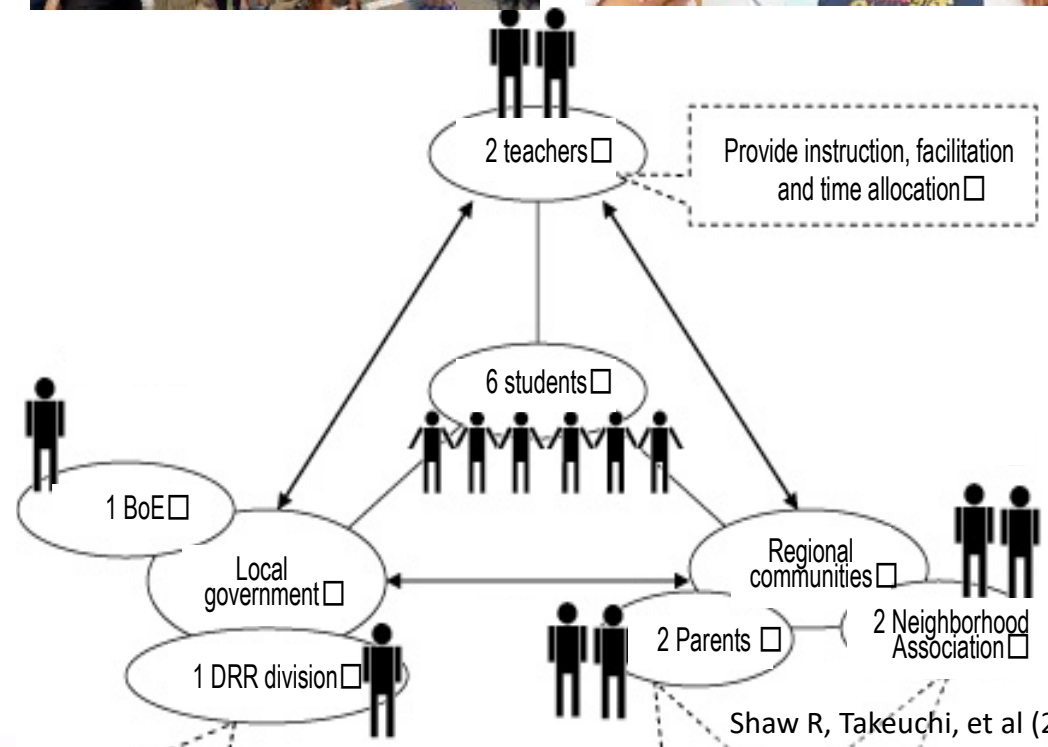 2 teachers□
Provide instruction, facilitation
and time allocation□
6 students□
1 BoE□
Local
government□
Regional
communities□
2 Parents □
2 Neighborhood
Association□
1 DRR division□
Shaw R, Takeuchi, et al (2